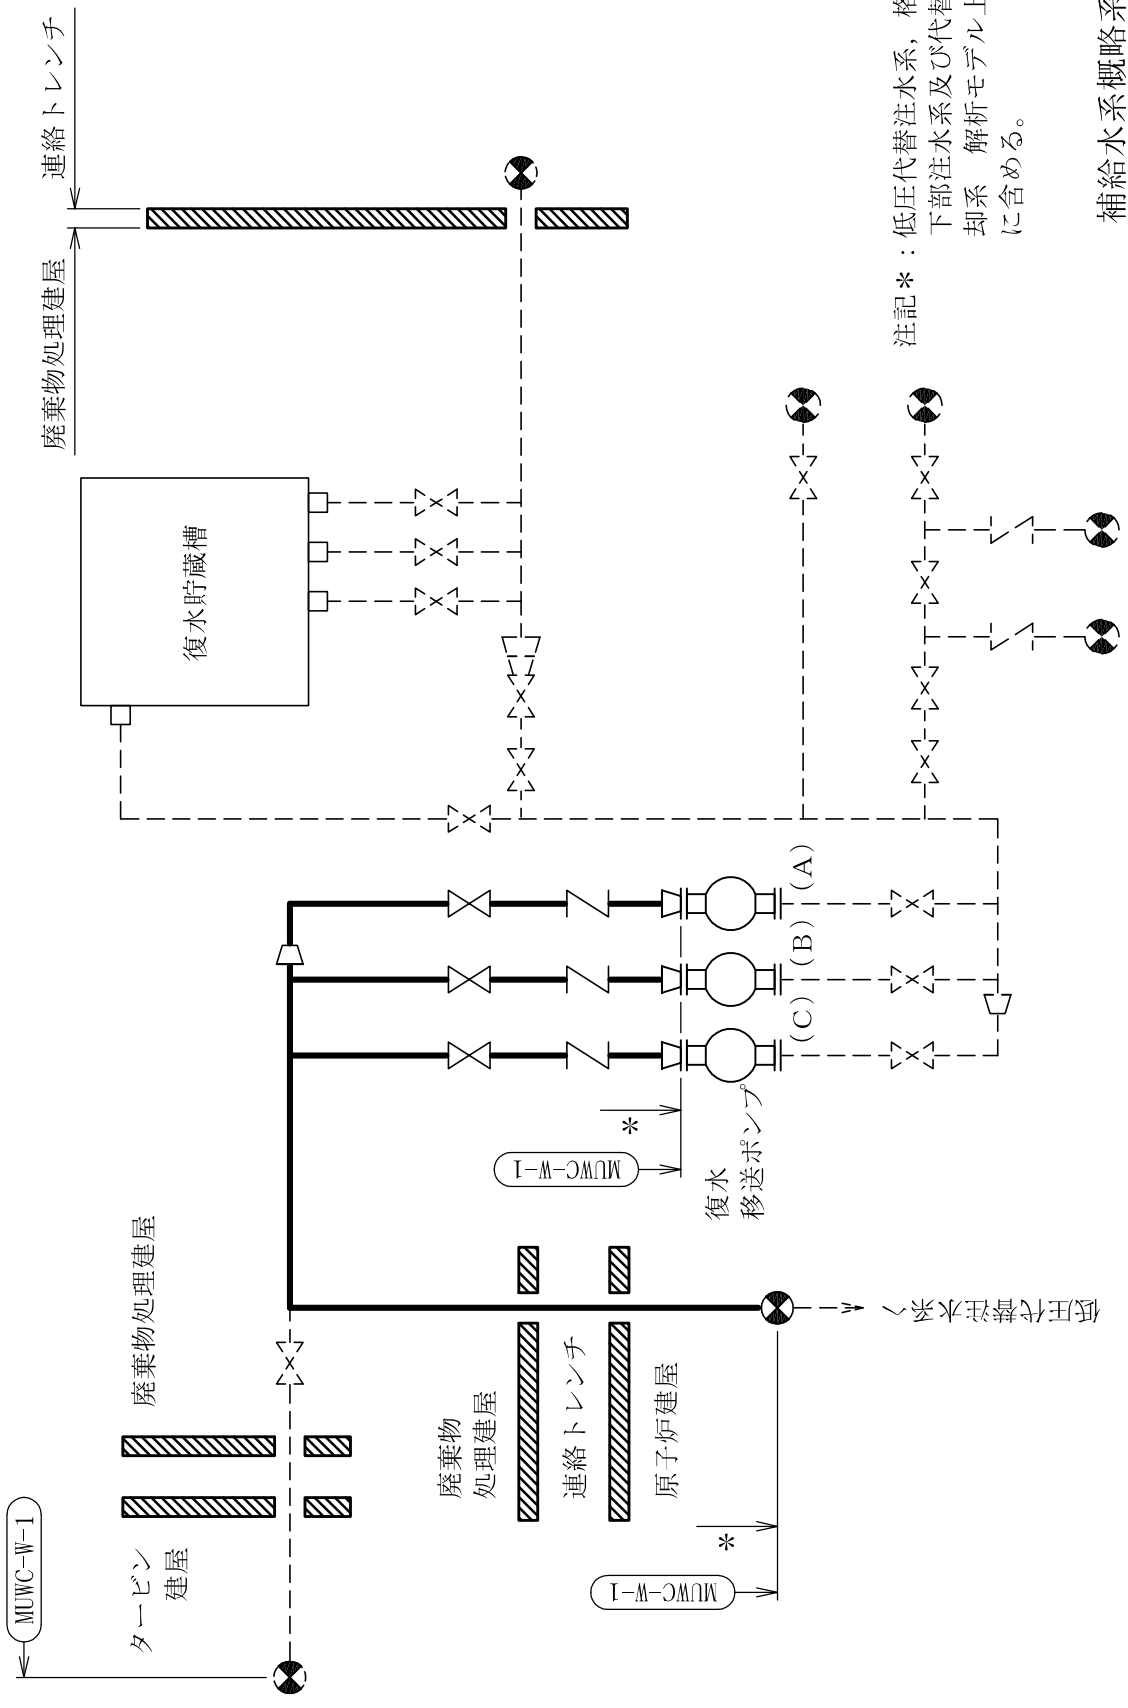 MUWC-W-1
タービン
建屋
廃棄物処理建屋
廃棄物
処理建屋
連絡トレンチ
原子炉建屋
*
MUWC-W-1
低圧代替注水系へ
MUWC-W-1
*
復水
移送ポンプ
(C)
(B)
(A)
復水貯蔵槽
廃棄物処理建屋
連絡トレンチ
注記*:低圧代替注水系,格
下部注水系及び代替
却系 解析モデル上
に含める。
補給水系概略系